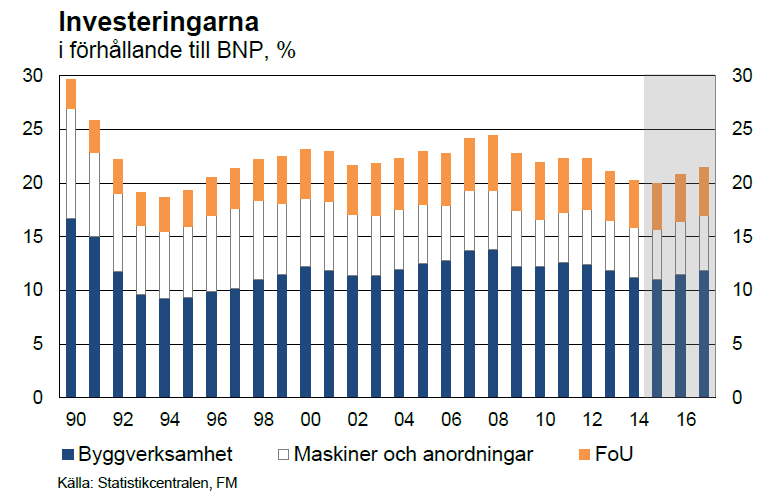 Investeringarna
i förhållande till BNP, %
30 30
25 25
20 20
15 15
10 10
5 5
0 0
90 92 94 96 98 00 02 04 06 08 10 12 14 16
Byggverksamhet Maskiner och anordningar FoU
Källa: Statistikcentralen, FM